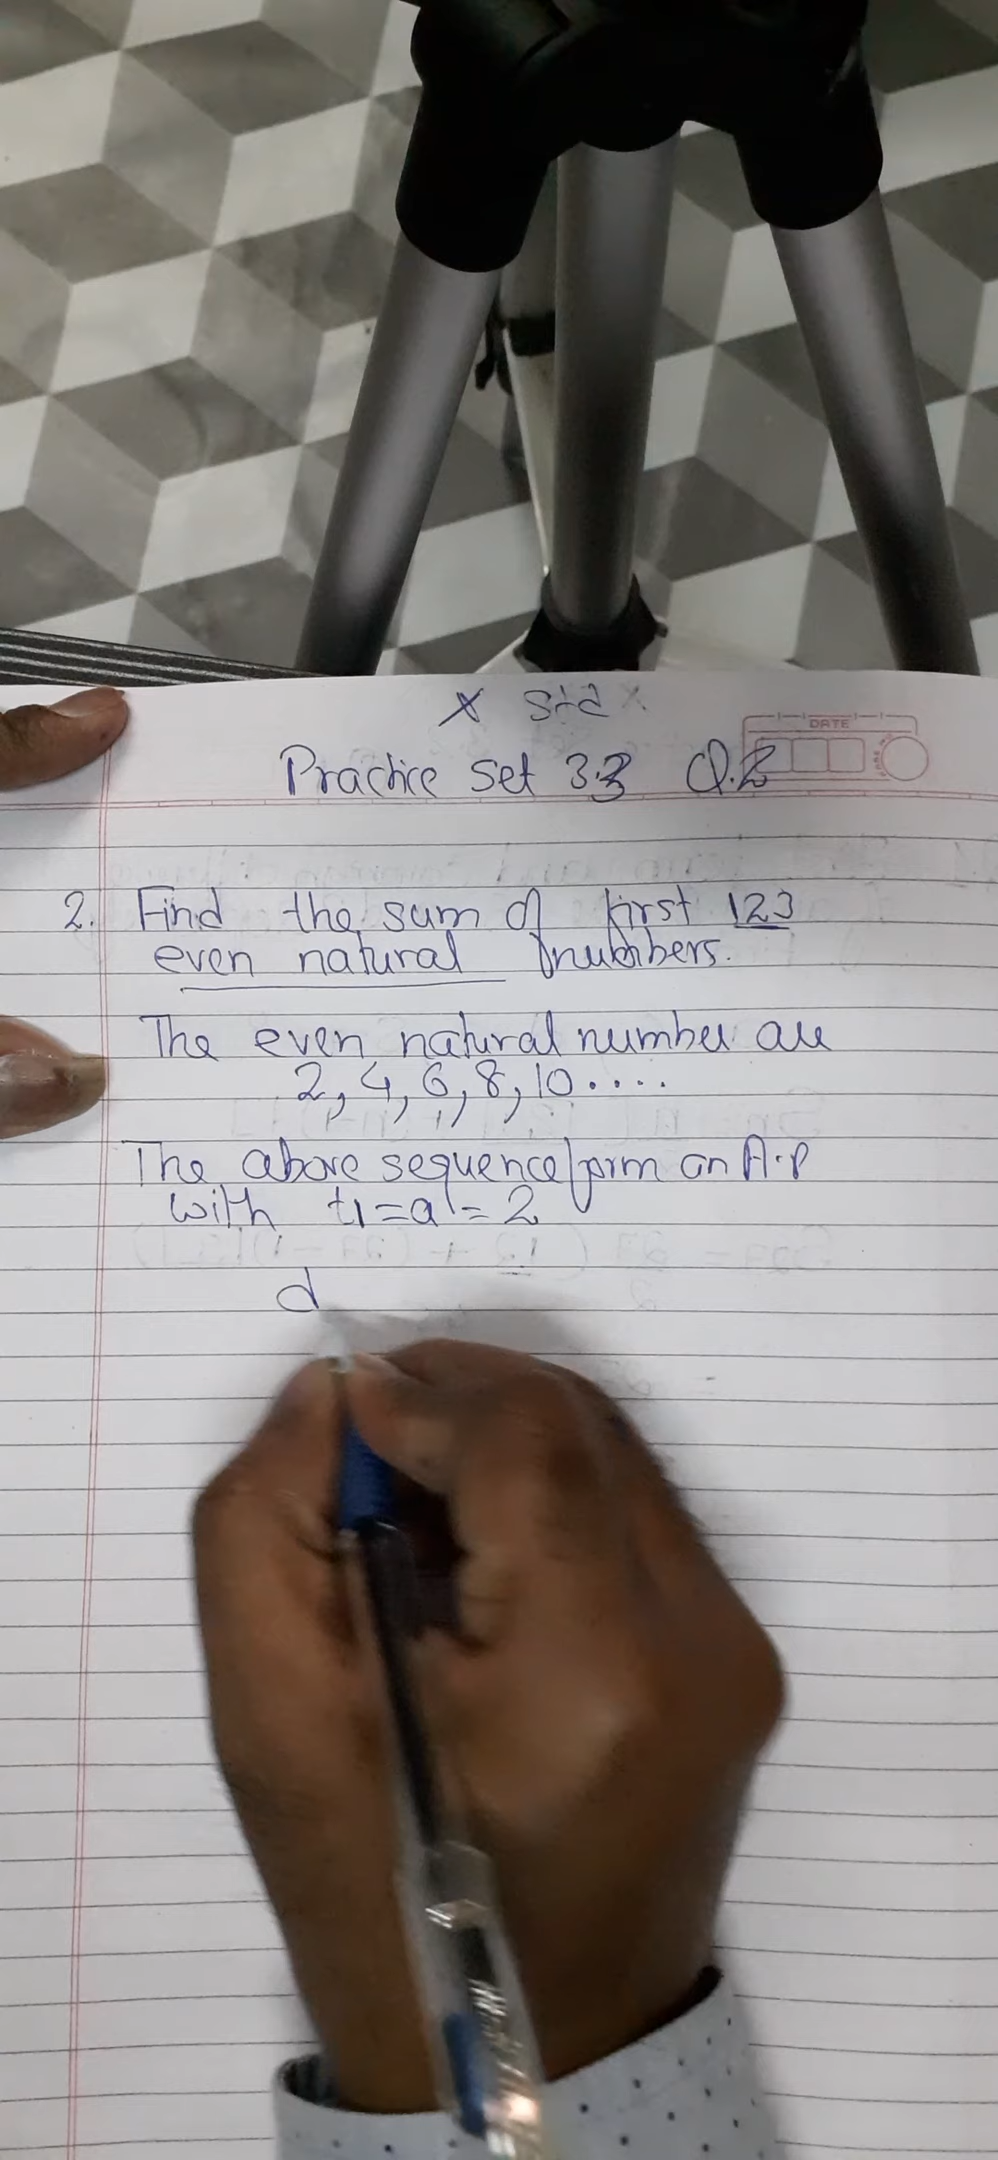 X std X
DATE
Practice Set 3.3 Q.2
2. Find the sum of first 123
even natural numbers.
The even natural number are
2, 4, 6, 8, 10 . . . .
The above sequence form an A.P
with t1 = a = 2
d